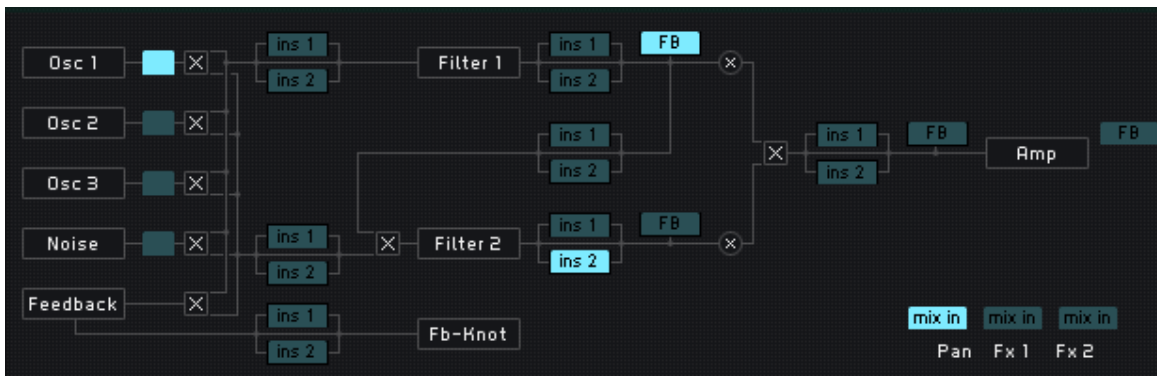 Osc 1 ins 1 Filter 1 ins 1 FB
ins 2 ins 2
Osc 2 ins 1 ins 1 FB Amp FB
ins 2 ins 2
Osc 3
Noise ins 1 Filter 2 ins 1 FB
ins 2 ins 2
Feedback ins 1 Fb-Knot mix in mix in mix in
ins 2 Pan Fx 1 Fx 2